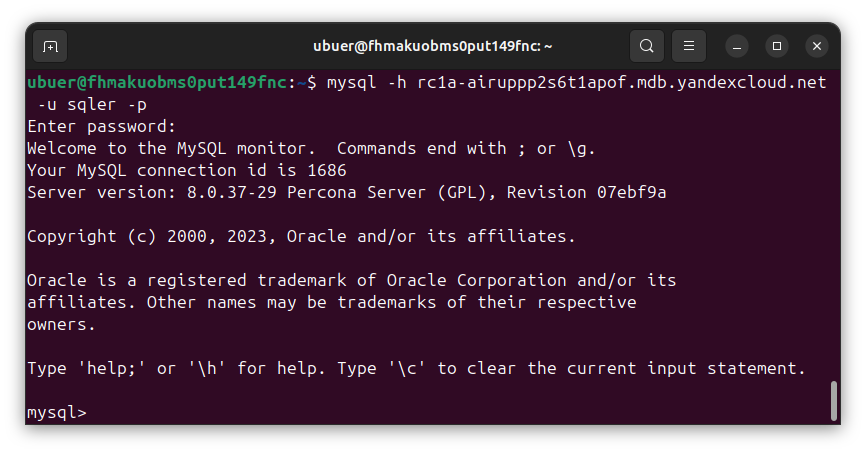 ubuer@fhmakuobms0put149fnc: ~
ubuer@fhmakuobms0put149fnc:~$ mysql -h rc1a-airuppp2s6t1apof.mdb.yandexcloud.net
-u sqler -p
Enter password:
Welcome to the MySQL monitor.  Commands end with ; or \g.
Your MySQL connection id is 1686
Server version: 8.0.37-29 Percona Server (GPL), Revision 07ebf9a
Copyright (c) 2000, 2023, Oracle and/or its affiliates.
Oracle is a registered trademark of Oracle Corporation and/or its
affiliates. Other names may be trademarks of their respective
owners.
Type 'help;' or '\h' for help. Type '\c' to clear the current input statement.
mysql>